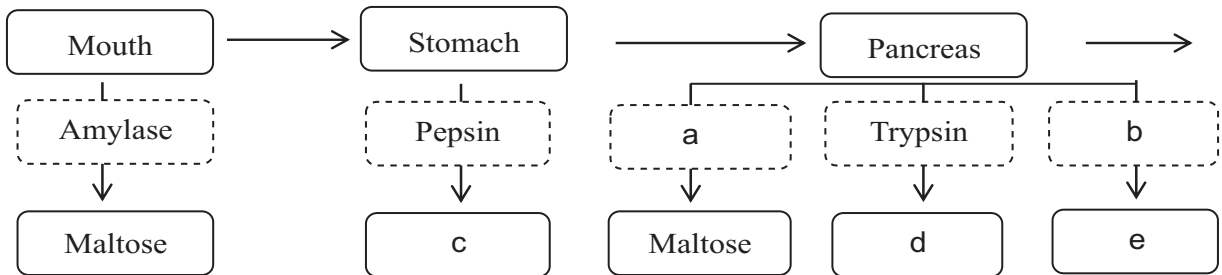 Mouth
Stomach
Pancreas
Amylase
Pepsin
a
Trypsin
b
Maltose
c
Maltose
d
e